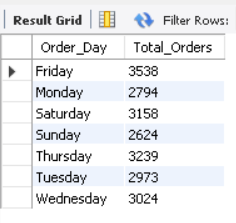 Result Grid Filter Rows:
Order_Day Total_Orders
Friday 3538
Monday 2794
Saturday 3158
Sunday 2624
Thursday 3239
Tuesday 2973
Wednesday 3024